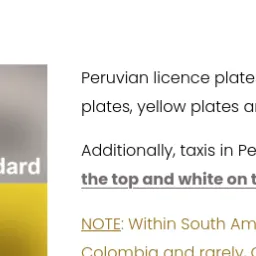 Peruvian licence plate
plates, yellow plates a
Additionally, taxis in Pe
dard
the top and white on t
NOTE: Within South Am
Colombia and rarely,